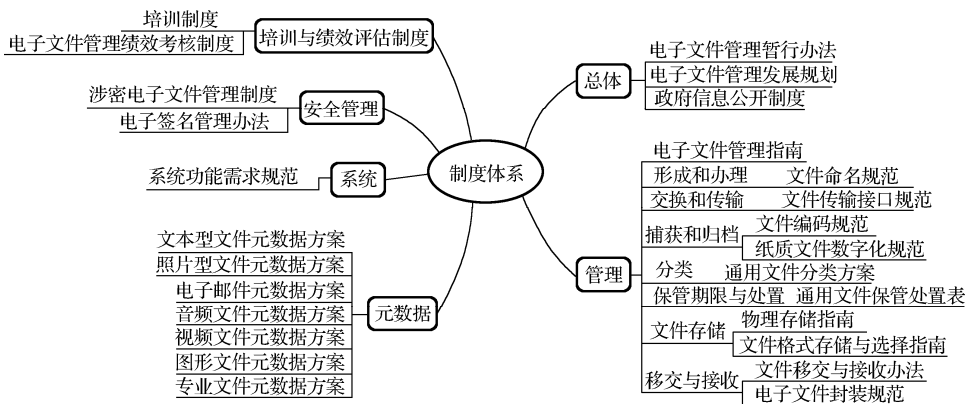 培训制度
电子文件管理绩效考核制度
培训与绩效评估制度
涉密电子文件管理制度
电子签名管理办法
安全管理
系统功能需求规范
系统
文本型文件元数据方案
照片型文件元数据方案
电子邮件元数据方案
音频文件元数据方案
视频文件元数据方案
图形文件元数据方案
专业文件元数据方案
元数据
制度体系
总体
电子文件管理暂行办法
电子文件管理发展规划
政府信息公开制度
管理
电子文件管理指南
形成和办理 文件命名规范
交换和传输 文件传输接口规范
捕获和归档
文件编码规范
纸质文件数字化规范
分类 通用文件分类方案
保管期限与处置 通用文件保管处置表
文件存储
物理存储指南
文件格式存储与选择指南
移交与接收
文件移交与接收办法
电子文件封装规范